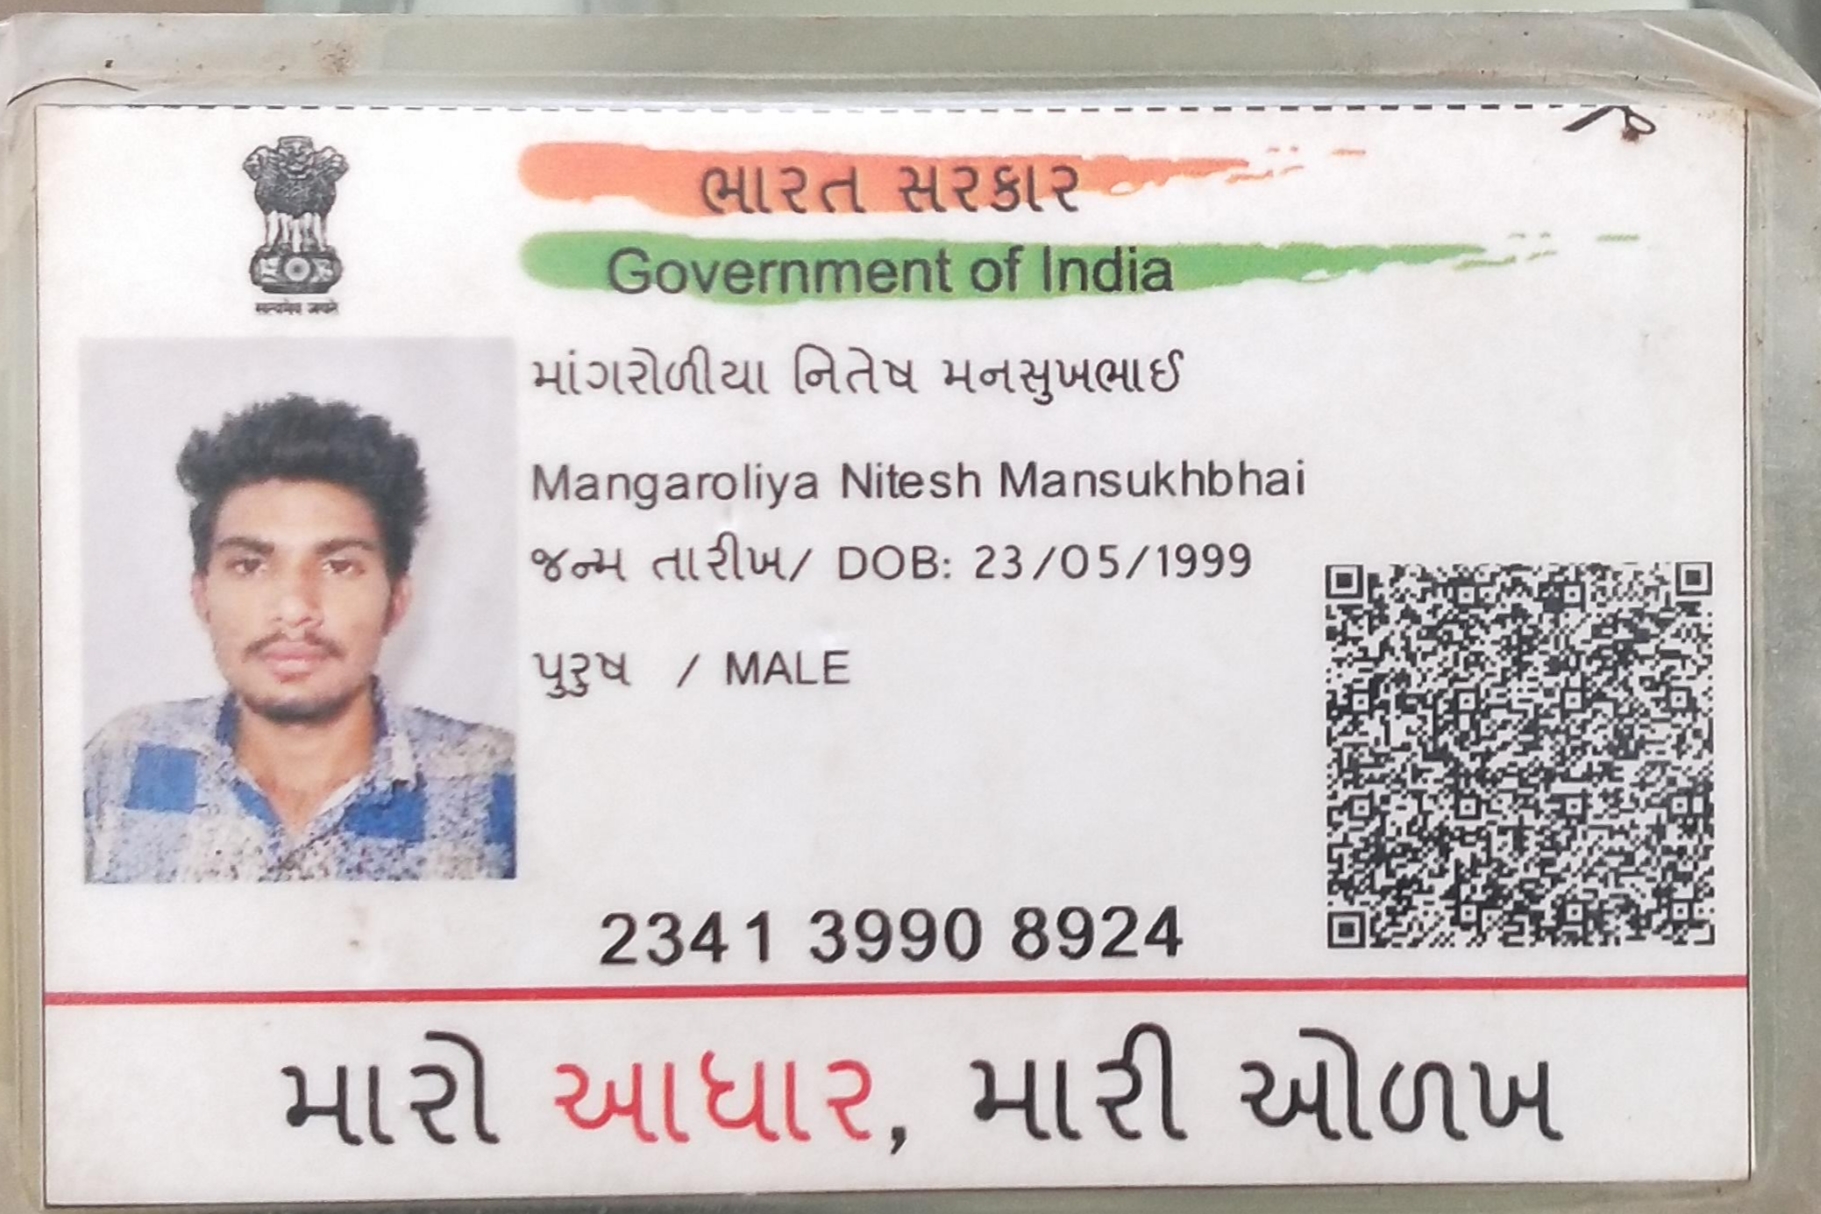 सत्यमेव जयते
ભારત સરકાર
Government of India
માંગરોળીયા નિતેષ મનસુખભાઈ
Mangaroliya Nitesh Mansukhbhai
જન્મ તારીખ/ DOB: 23/05/1999
પુરુષ / MALE
2341 3990 8924
મારો આધાર, મારી ઓળખ